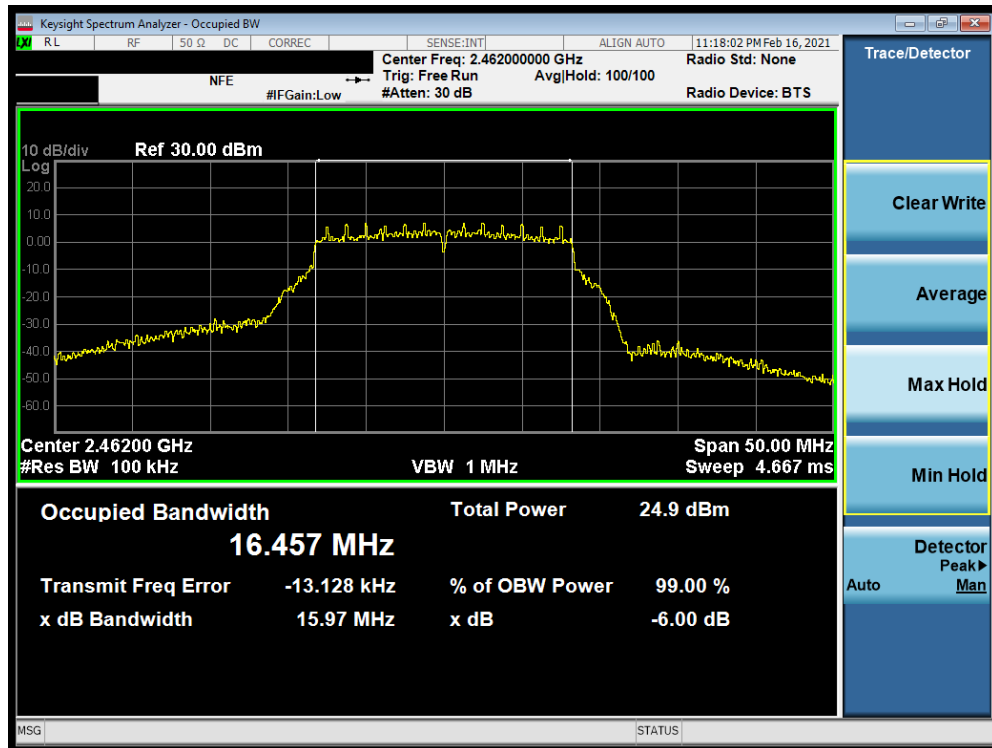 Keysight Spectrum Analyzer - Occupied BW
LXI RL RF 50 Ω DC CORREC SENSE:INT ALIGN AUTO 11:18:02 PM Feb 16, 2021
Center Freq: 2.462000000 GHz Radio Std: None
NFE Trig: Free Run Avg|Hold: 100/100
#IFGain:Low #Atten: 30 dB Radio Device: BTS
10 dB/div Ref 30.00 dBm
Log
20.0
10.0
0.00
-10.0
-20.0
-30.0
-40.0
-50.0
-60.0
Center 2.46200 GHz Span 50.00 MHz
#Res BW 100 kHz VBW 1 MHz Sweep 4.667 ms
Occupied Bandwidth Total Power 24.9 dBm
16.457 MHz
Transmit Freq Error -13.128 kHz % of OBW Power 99.00 %
x dB Bandwidth 15.97 MHz x dB -6.00 dB
MSG STATUS
Trace/Detector
Clear Write
Average
Max Hold
Min Hold
Detector
Peak▶
Auto Man